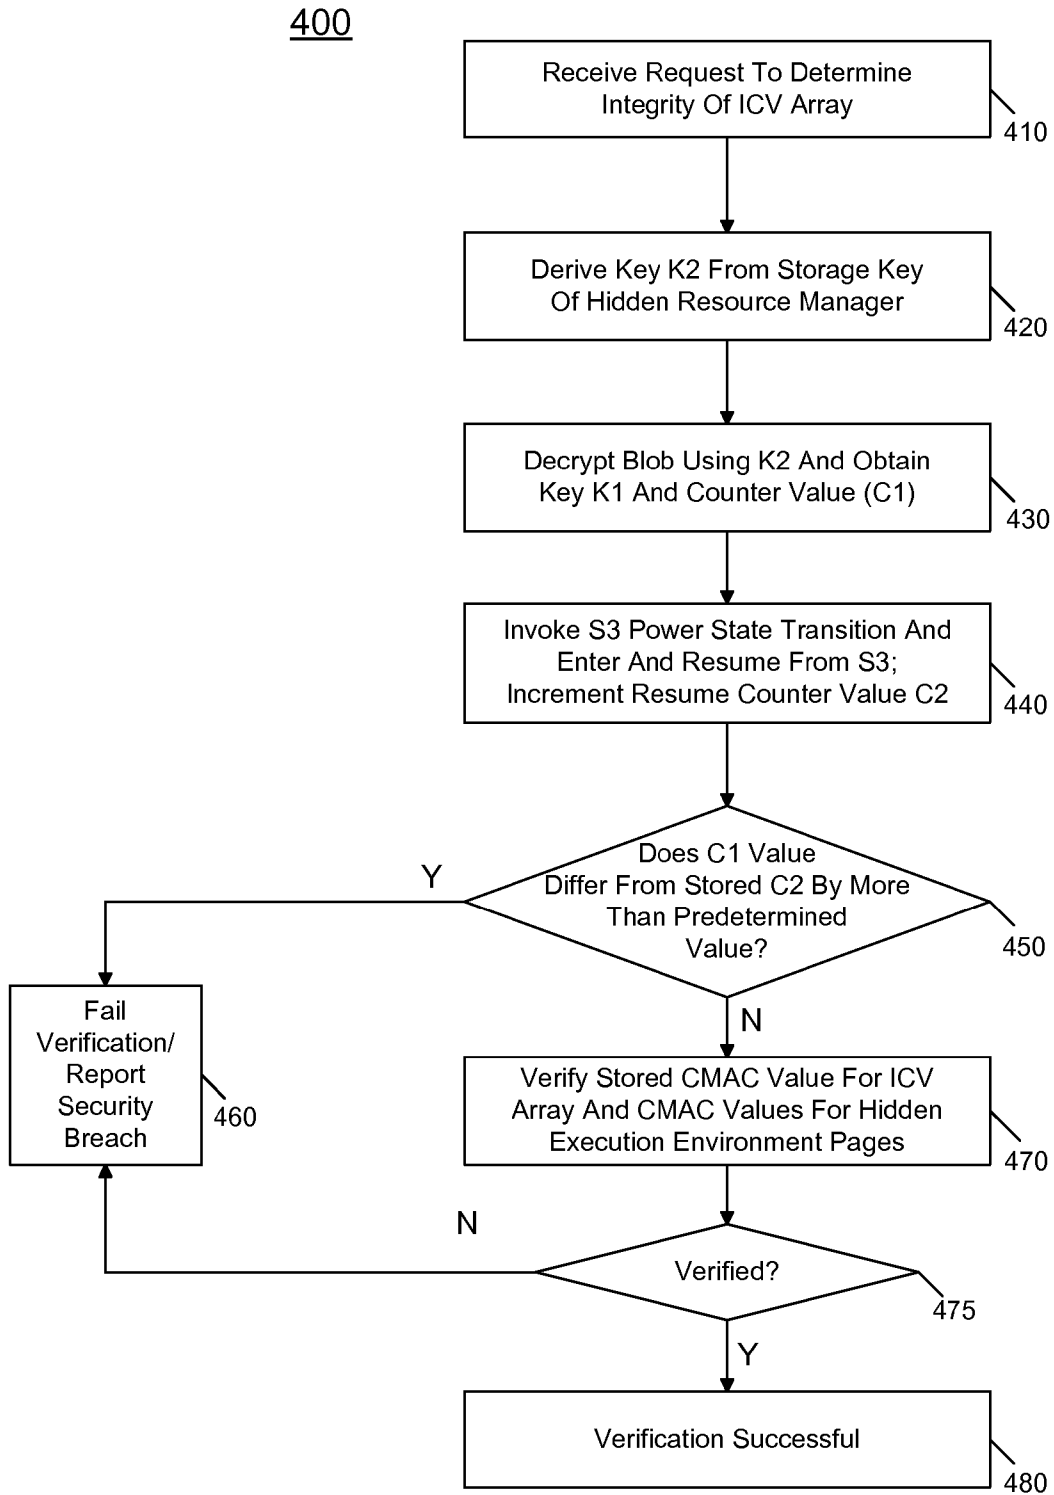 400
Receive Request To Determine
Integrity Of ICV Array
410
Derive Key K2 From Storage Key
Of Hidden Resource Manager
420
Decrypt Blob Using K2 And Obtain
Key K1 And Counter Value (C1)
430
Invoke S3 Power State Transition And
Enter And Resume From S3;
Increment Resume Counter Value C2
440
Does C1 Value
Differ From Stored C2 By More
Than Predetermined
Value?
450
Y
N
Fail
Verification/
Report
Security
Breach
460
Verify Stored CMAC Value For ICV
Array And CMAC Values For Hidden
Execution Environment Pages
470
N
Verified?
475
Y
Verification Successful
480